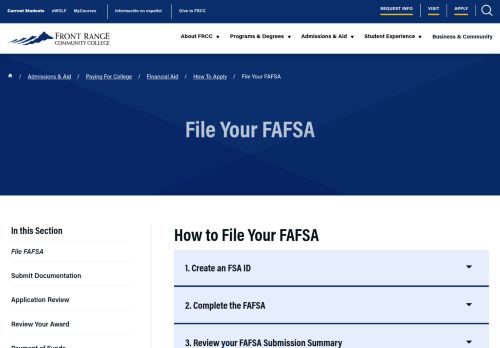 Current Students eWOLF MyCourses Información en español Give to FRCC REQUEST INFO VISIT APPLY
FRONT RANGE
COMMUNITY COLLEGE
About FRCC Programs & Degrees Admissions & Aid Student Experience Business & Community
/ Admissions & Aid / Paying For College / Financial Aid / How To Apply / File Your FAFSA
File Your FAFSA
In this Section
File FAFSA
Submit Documentation
Application Review
Review Your Award
Payment of Funds
How to File Your FAFSA
1. Create an FSA ID
2. Complete the FAFSA
3. Review your FAFSA Submission Summary